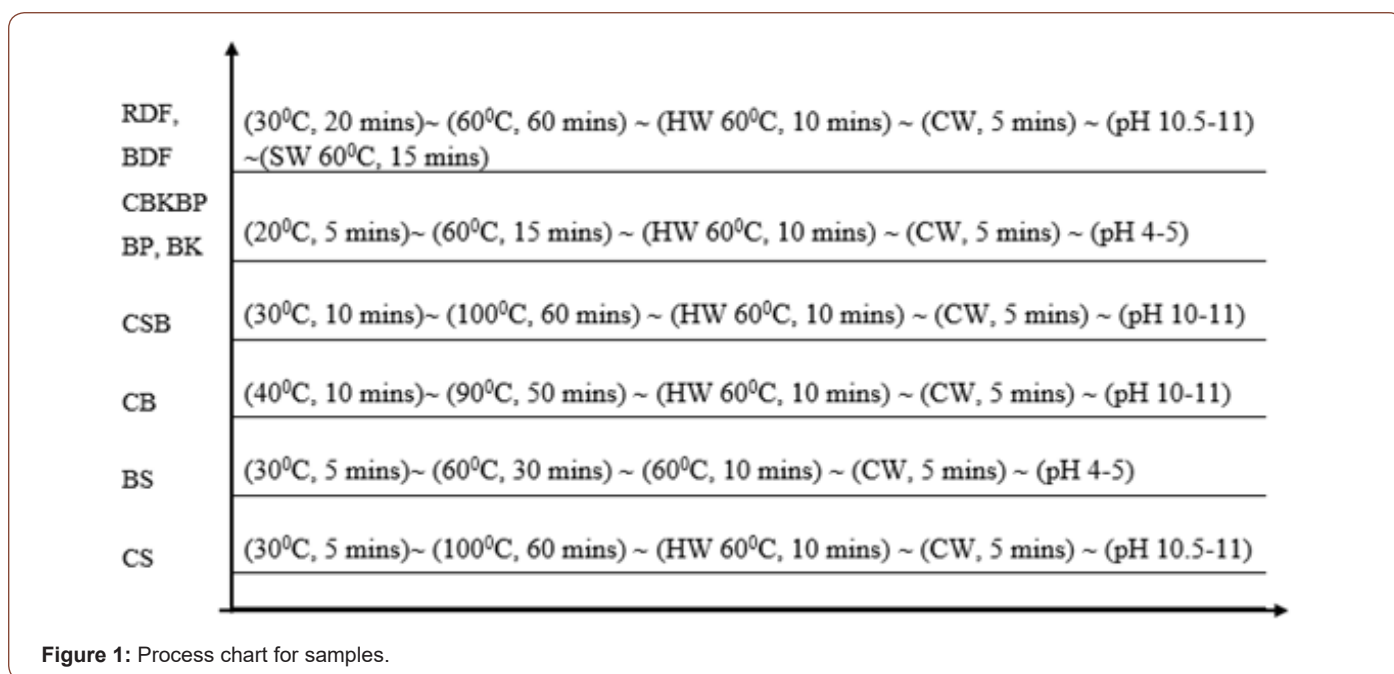 RDF,
BDF
(30⁰C, 20 mins)~ (60⁰C, 60 mins) ~ (HW 60⁰C, 10 mins) ~ (CW, 5 mins) ~ (pH 10.5-11)
~(SW 60⁰C, 15 mins)
CBKBP
BP, BK
(20⁰C, 5 mins)~ (60⁰C, 15 mins) ~ (HW 60⁰C, 10 mins) ~ (CW, 5 mins) ~ (pH 4-5)
CSB
(30⁰C, 10 mins)~ (100⁰C, 60 mins) ~ (HW 60⁰C, 10 mins) ~ (CW, 5 mins) ~ (pH 10-11)
CB
(40⁰C, 10 mins)~ (90⁰C, 50 mins) ~ (HW 60⁰C, 10 mins) ~ (CW, 5 mins) ~ (pH 10-11)
BS
(30⁰C, 5 mins)~ (60⁰C, 30 mins) ~ (60⁰C, 10 mins) ~ (CW, 5 mins) ~ (pH 4-5)
CS
(30⁰C, 5 mins)~ (100⁰C, 60 mins) ~ (HW 60⁰C, 10 mins) ~ (CW, 5 mins) ~ (pH 10.5-11)
Figure 1: Process chart for samples.